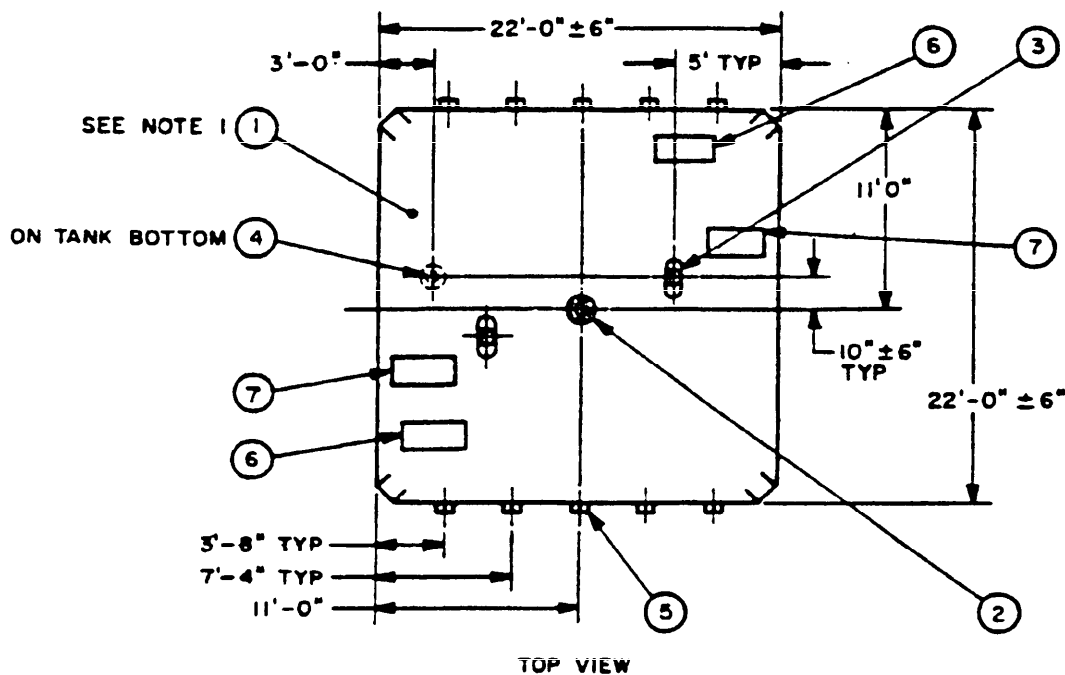 22'-0" ±6"
3'-0"
5' TYP
6
3
SEE NOTE 1 1
11'0"
ON TANK BOTTOM 4
7
10" ±6"
TYP
7
22'-0" ±6"
6
3'-8" TYP
7'-4" TYP
11'-0"
5
2
TOP VIEW